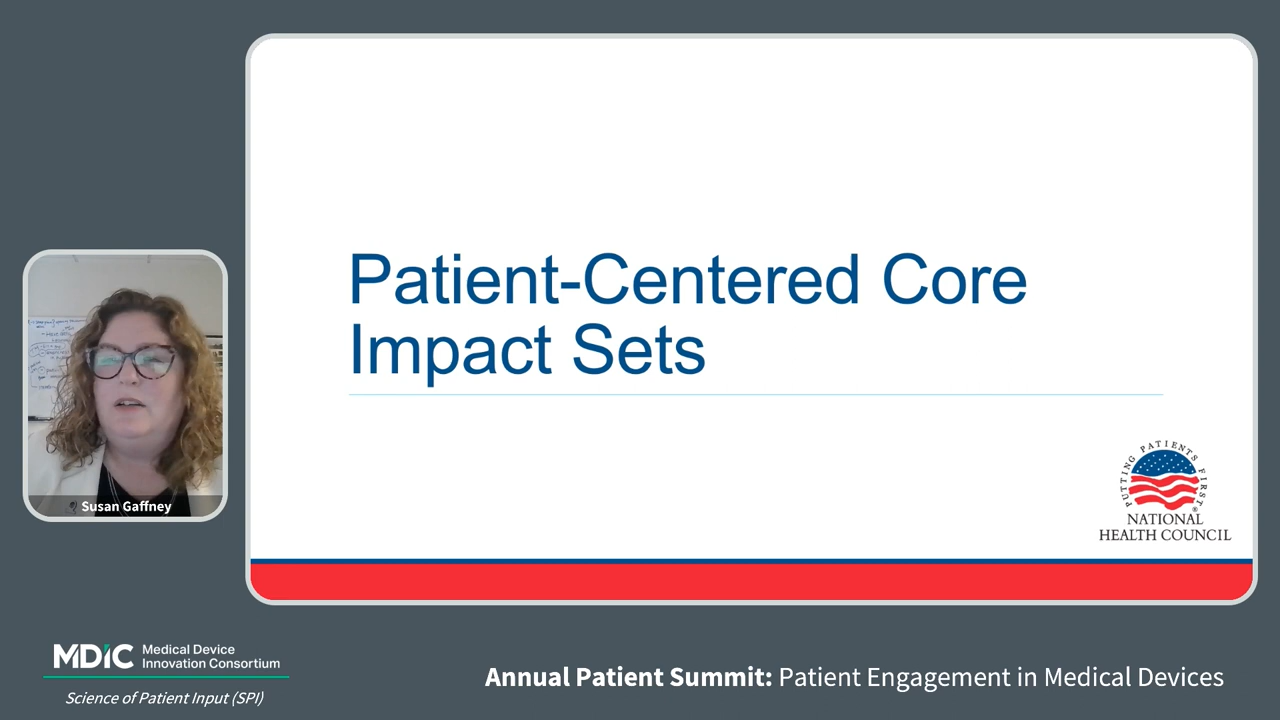 Patient-Centered Core
Impact Sets
PUTTING PATIENTS FIRST®
NATIONAL
HEALTH COUNCIL
Susan Gaffney
MDIC Medical Device
Innovation Consortium
Science of Patient Input (SPI)
Annual Patient Summit: Patient Engagement in Medical Devices